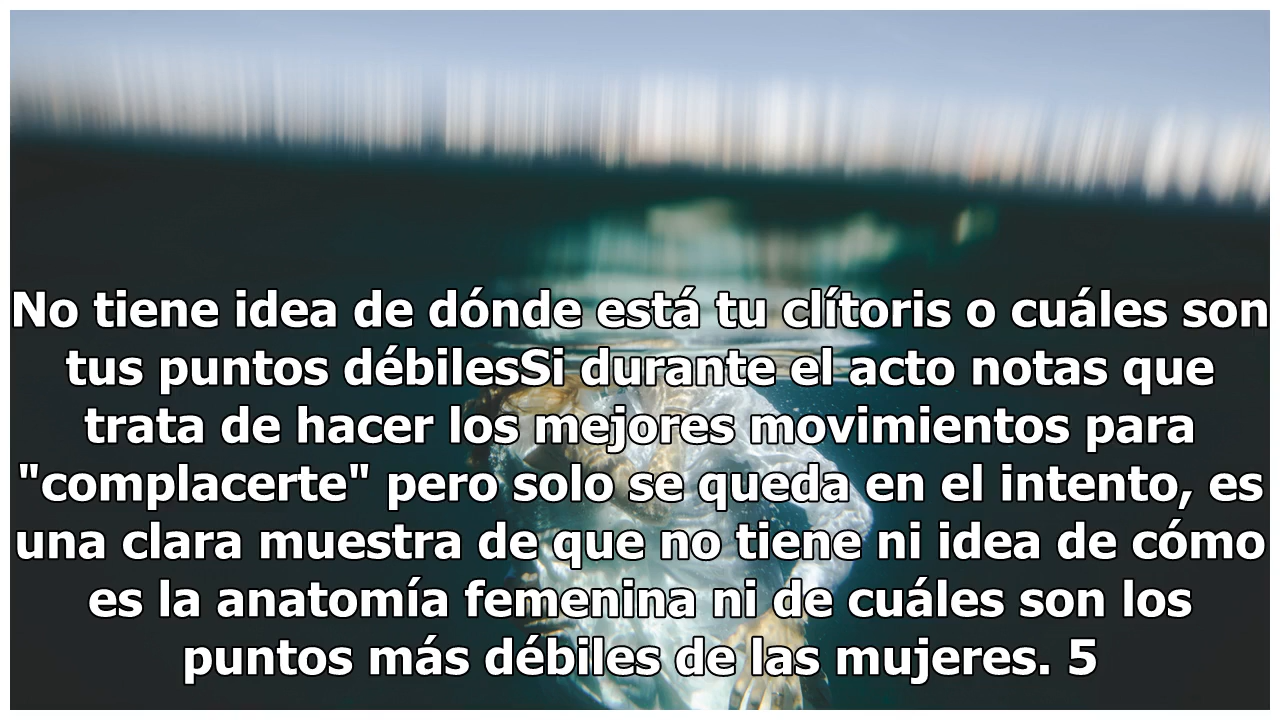 No tiene idea de dónde está tu clítoris o cuáles son
tus puntos débilesSi durante el acto notas que
trata de hacer los mejores movimientos para
"complacerte" pero solo se queda en el intento, es
una clara muestra de que no tiene ni idea de cómo
es la anatomía femenina ni de cuáles son los
puntos más débiles de las mujeres. 5